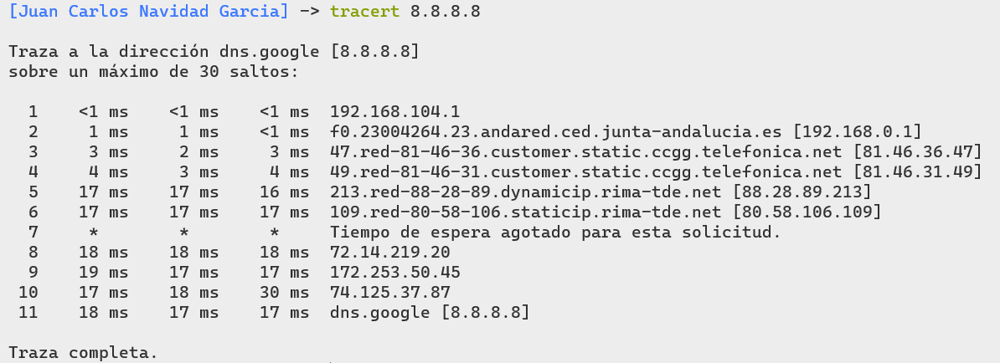 [Juan Carlos Navidad Garcia] -> tracert 8.8.8.8
Traza a la dirección dns.google [8.8.8.8]
sobre un máximo de 30 saltos:
1 <1 ms <1 ms <1 ms 192.168.104.1
2 1 ms 1 ms <1 ms f0.23004264.23.andared.ced.junta-andalucia.es [192.168.0.1]
3 3 ms 2 ms 3 ms 47.red-81-46-36.customer.static.ccgg.telefonica.net [81.46.36.47]
4 4 ms 3 ms 4 ms 49.red-81-46-31.customer.static.ccgg.telefonica.net [81.46.31.49]
5 17 ms 17 ms 16 ms 213.red-88-28-89.dynamicip.rima-tde.net [88.28.89.213]
6 17 ms 17 ms 17 ms 109.red-80-58-106.staticip.rima-tde.net [80.58.106.109]
7 * * * Tiempo de espera agotado para esta solicitud.
8 18 ms 18 ms 18 ms 72.14.219.20
9 19 ms 17 ms 17 ms 172.253.50.45
10 17 ms 18 ms 30 ms 74.125.37.87
11 18 ms 17 ms 17 ms dns.google [8.8.8.8]
Traza completa.